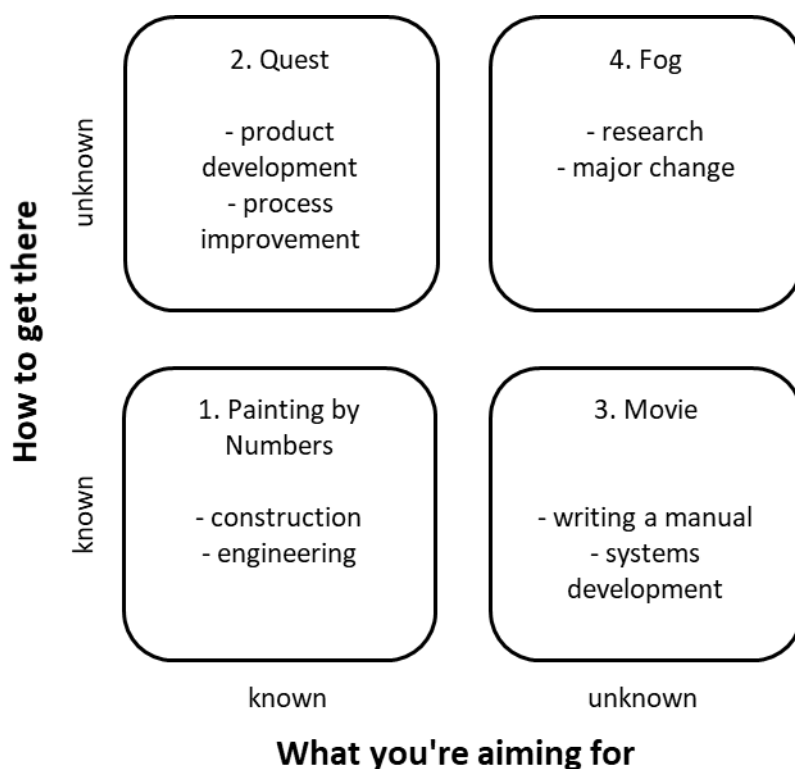 2. Quest
- product
development
- process
improvement
4. Fog
- research
- major change
unknown
How to get there
1. Painting by
Numbers
- construction
- engineering
3. Movie
- writing a manual
- systems
development
known
known
unknown
What you're aiming for